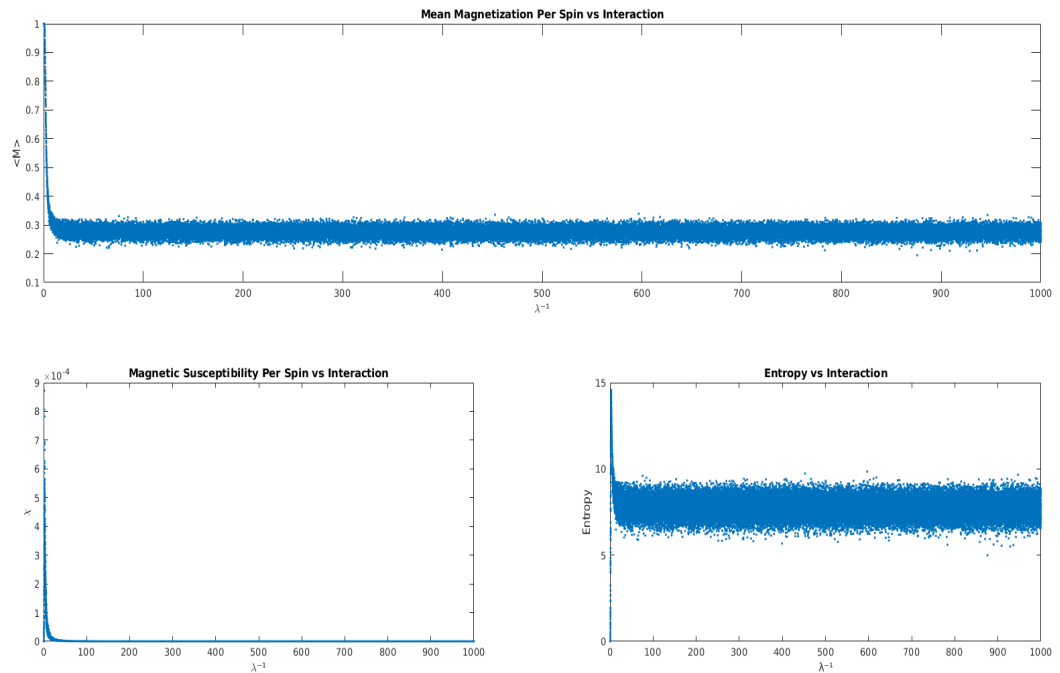 Mean Magnetization Per Spin vs Interaction
1
0.9
0.8
0.7
0.6
0.5
0.4
0.3
0.2
0.1
<M>
0 100 200 300 400 500 600 700 800 900 1000
λ⁻¹
Magnetic Susceptibility Per Spin vs Interaction
×10⁻⁴
9
8
7
6
5
4
3
2
1
0
χ
0 100 200 300 400 500 600 700 800 900 1000
λ⁻¹
Entropy vs Interaction
15
10
5
0
Entropy
0 100 200 300 400 500 600 700 800 900 1000
λ⁻¹